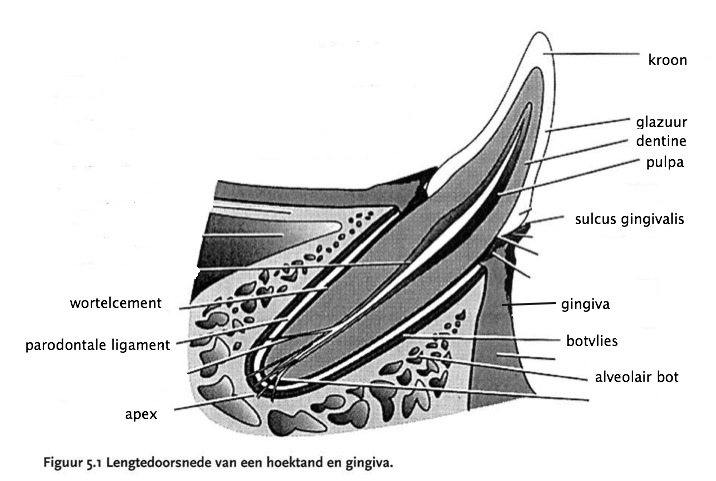 kroon
glazuur
dentine
pulpa
sulcus gingivalis
wortelcement
gingiva
parodontale ligament
botvlies
alveolair bot
apex
Figuur 5.1 Lengtedoorsnede van een hoektand en gingiva.